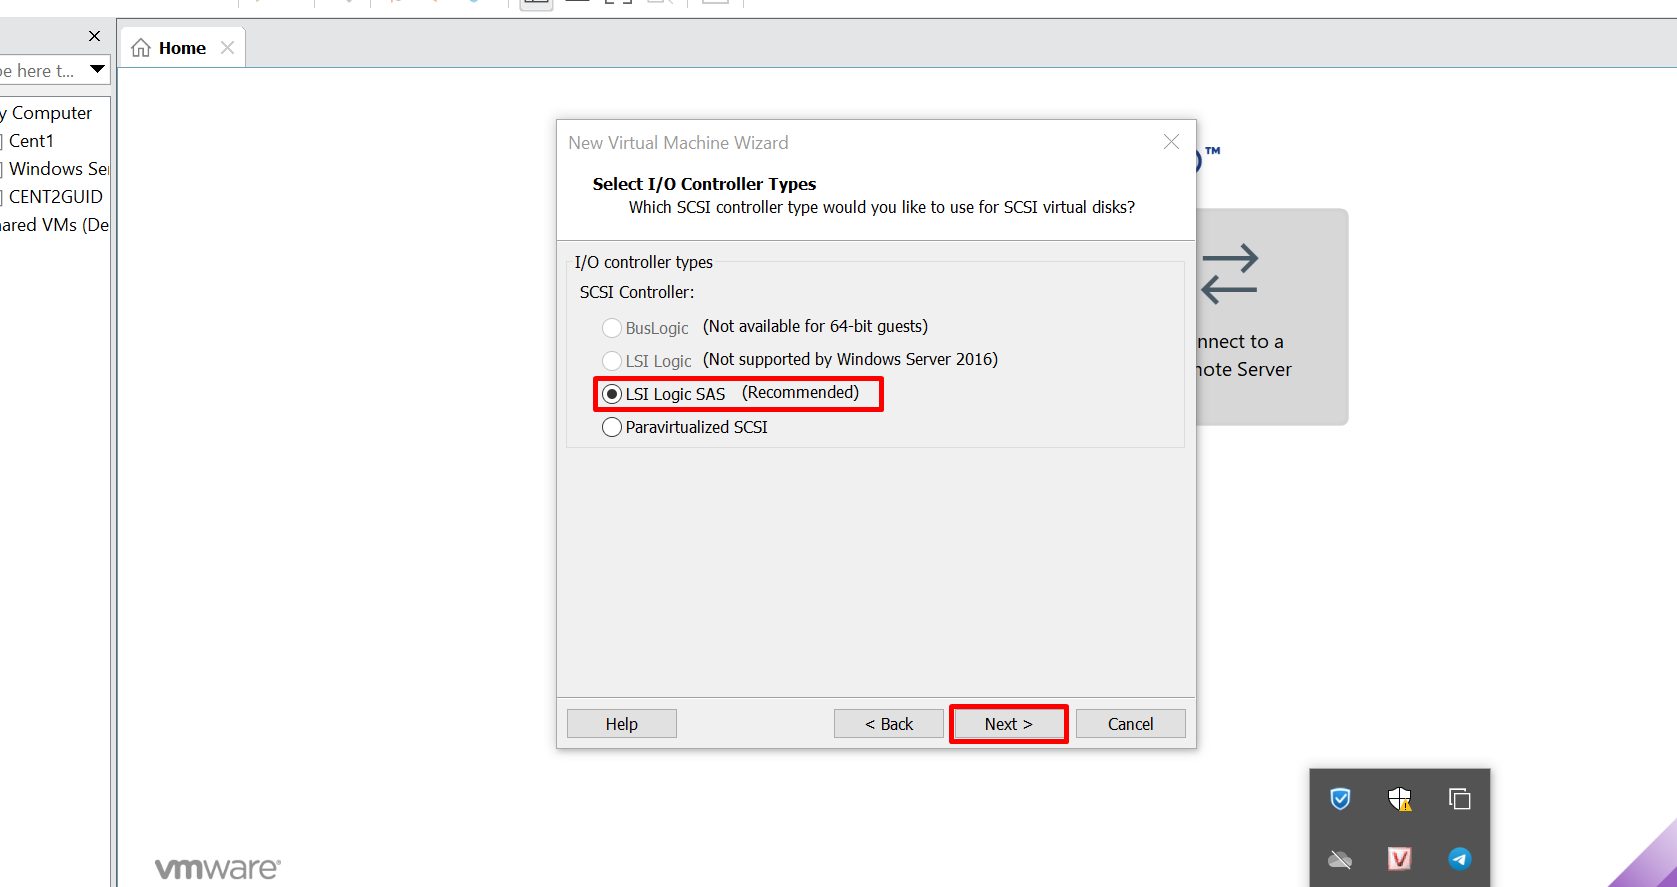 Home
be here t...
y Computer
Cent1
Windows Ser
CENT2GUID
ared VMs (De
New Virtual Machine Wizard
™
Select I/O Controller Types
Which SCSI controller type would you like to use for SCSI virtual disks?
I/O controller types
SCSI Controller:
BusLogic (Not available for 64-bit guests)
LSI Logic (Not supported by Windows Server 2016)
LSI Logic SAS (Recommended)
Paravirtualized SCSI
nnect to a
note Server
Help
< Back
Next >
Cancel
vmware®
V